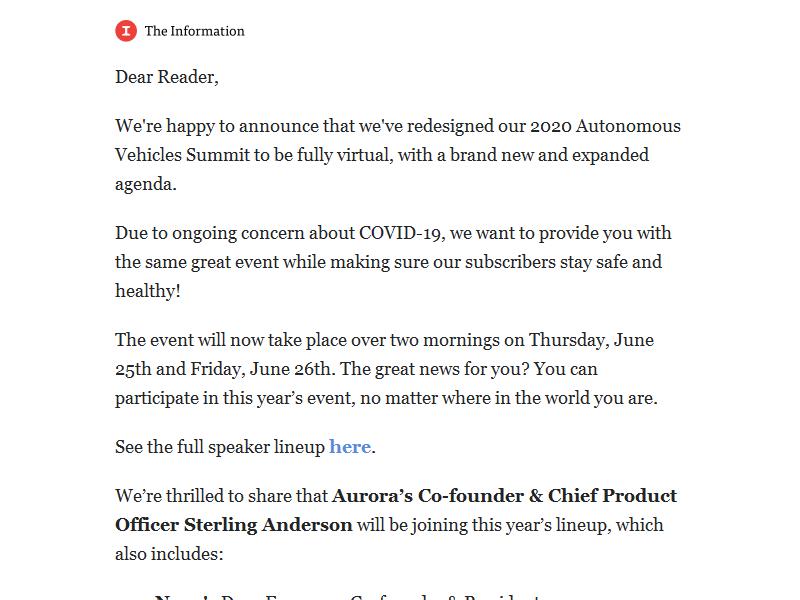 The Information
Dear Reader,
We're happy to announce that we've redesigned our 2020 Autonomous
Vehicles Summit to be fully virtual, with a brand new and expanded
agenda.
Due to ongoing concern about COVID-19, we want to provide you with
the same great event while making sure our subscribers stay safe and
healthy!
The event will now take place over two mornings on Thursday, June
25th and Friday, June 26th. The great news for you? You can
participate in this year’s event, no matter where in the world you are.
See the full speaker lineup here.
We’re thrilled to share that Aurora’s Co-founder & Chief Product
Officer Sterling Anderson will be joining this year’s lineup, which
also includes: